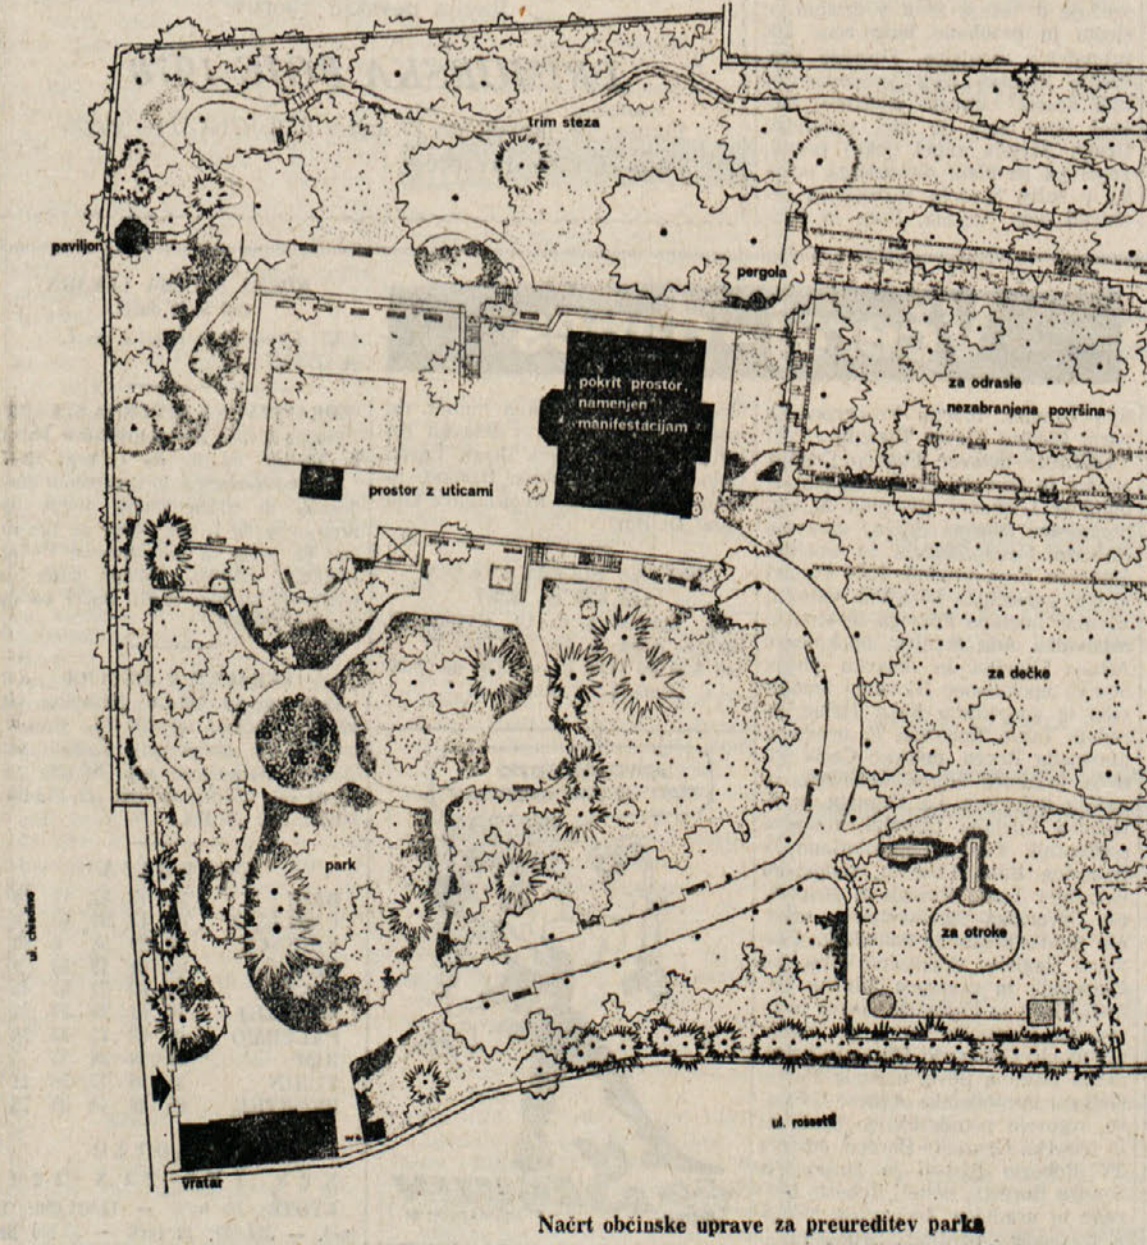 trim steza
paviljon
pergola
pokrit prostor,
namenjen
manifestacijam
za odrasle
nezabranjena površina
prostor z uticami
za dečke
park
ul. chiadino
za otroke
ul. rossetti
vratar
Načrt občinske uprave za preureditev parka